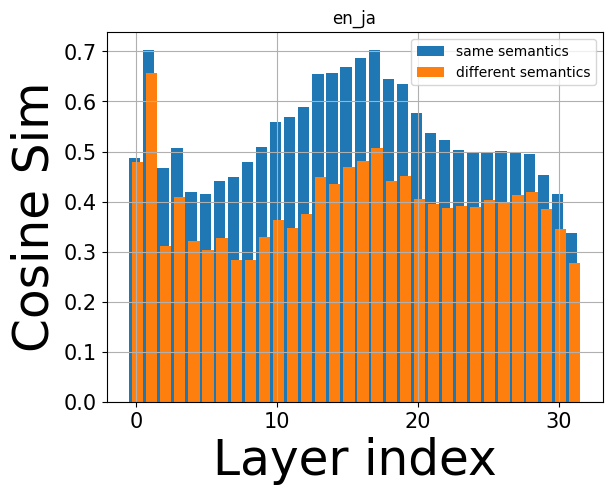 en_ja
same semantics
different semantics
Cosine Sim
0.7
0.6
0.5
0.4
0.3
0.2
0.1
0.0
0 10 20 30
Layer index